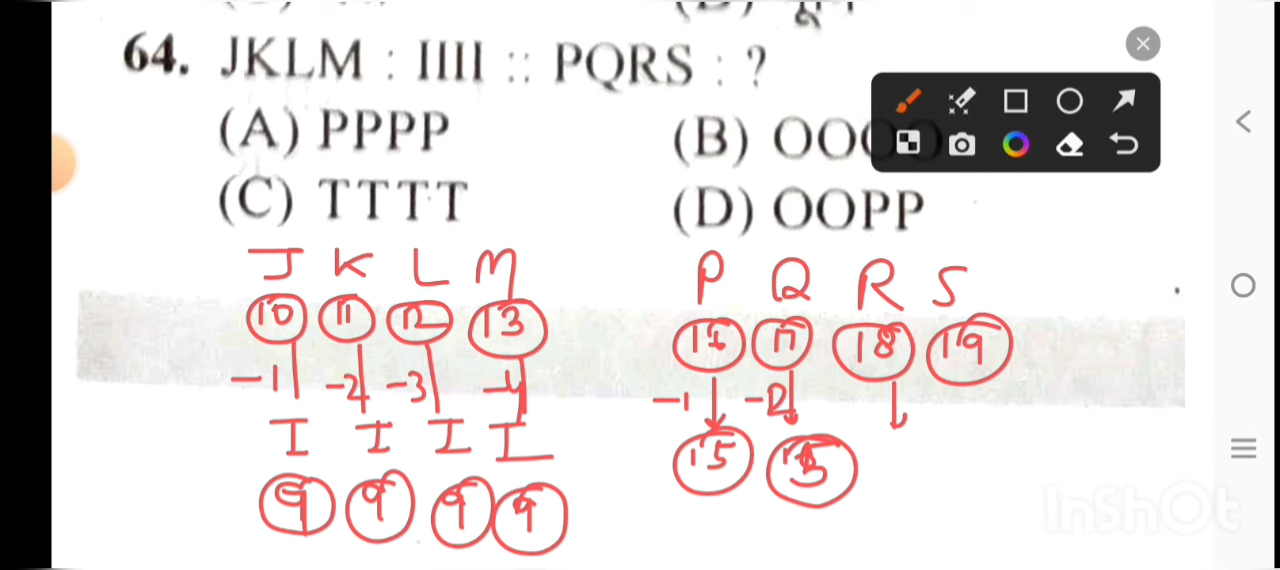 64. JKLM : IIII :: PQRS : ?
(A) PPPP (B) OOOO
(C) TTTT (D) OOPP
J K L M P Q R S
10 11 12 13 16 17 18 19
-1 -2 -3 -4 -1 -2
I I I I 15 15
9 9 9 9
InShOt